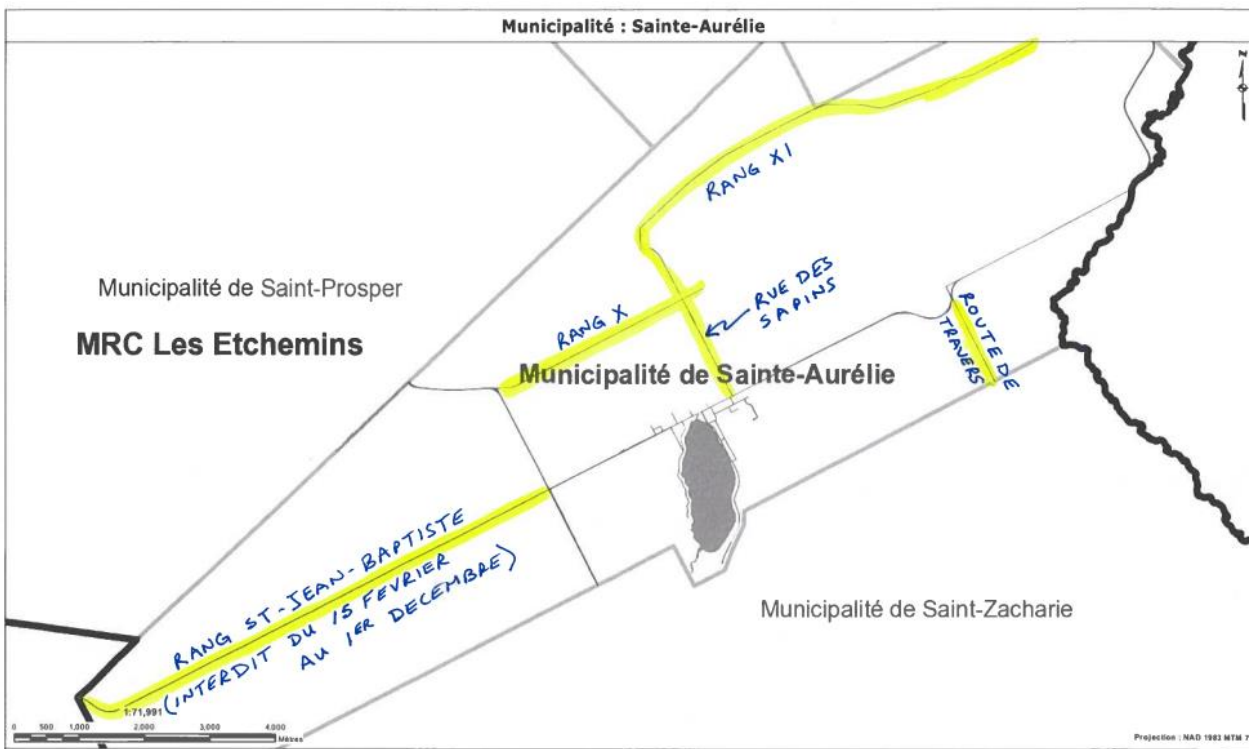 Municipalité : Sainte-Aurélie
N
RANG XI
Municipalité de Saint-Prosper
MRC Les Etchemins
RANG X
RUE DES
SAPINS
ROUTE DE
TRAVERS
Municipalité de Sainte-Aurélie
RANG ST-JEAN-BAPTISTE
(INTERDIT DU 15 FEVRIER
AU 1ER DECEMBRE)
Municipalité de Saint-Zacharie
1:71,991
0 500 1,000 2,000 3,000 4,000
Mètres
Projection : NAD 1983 MTM 7